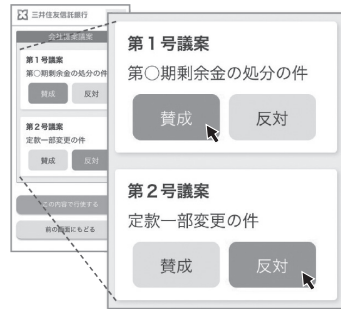 三井住友信託銀行
会社提案議案
第1号議案
第○期剰余金の処分の件
賛成 反対
第2号議案
定款一部変更の件
賛成 反対
この内容で行使する
前の画面にもどる
第1号議案
第○期剰余金の処分の件
賛成 反対
第2号議案
定款一部変更の件
賛成 反対